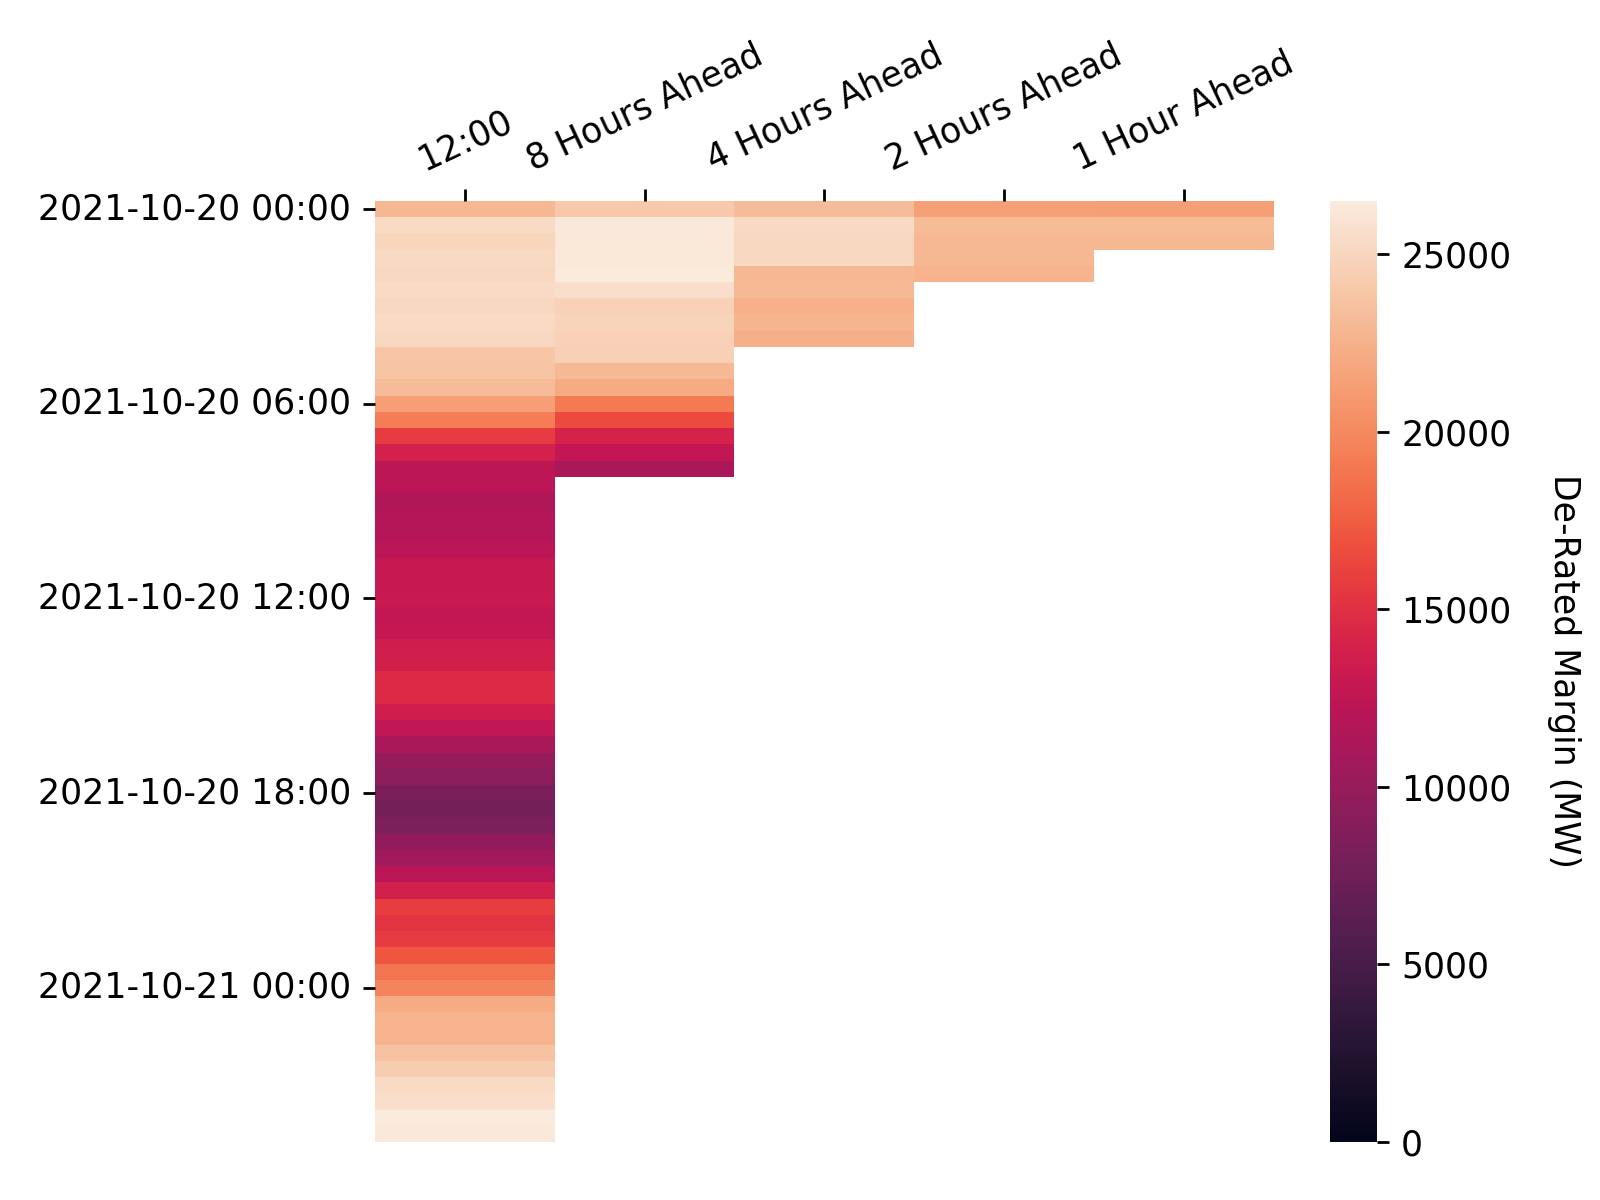 12:00
8 Hours Ahead
4 Hours Ahead
2 Hours Ahead
1 Hour Ahead
2021-10-20 00:00
2021-10-20 06:00
2021-10-20 12:00
2021-10-20 18:00
2021-10-21 00:00
25000
20000
15000
10000
5000
0
De-Rated Margin (MW)